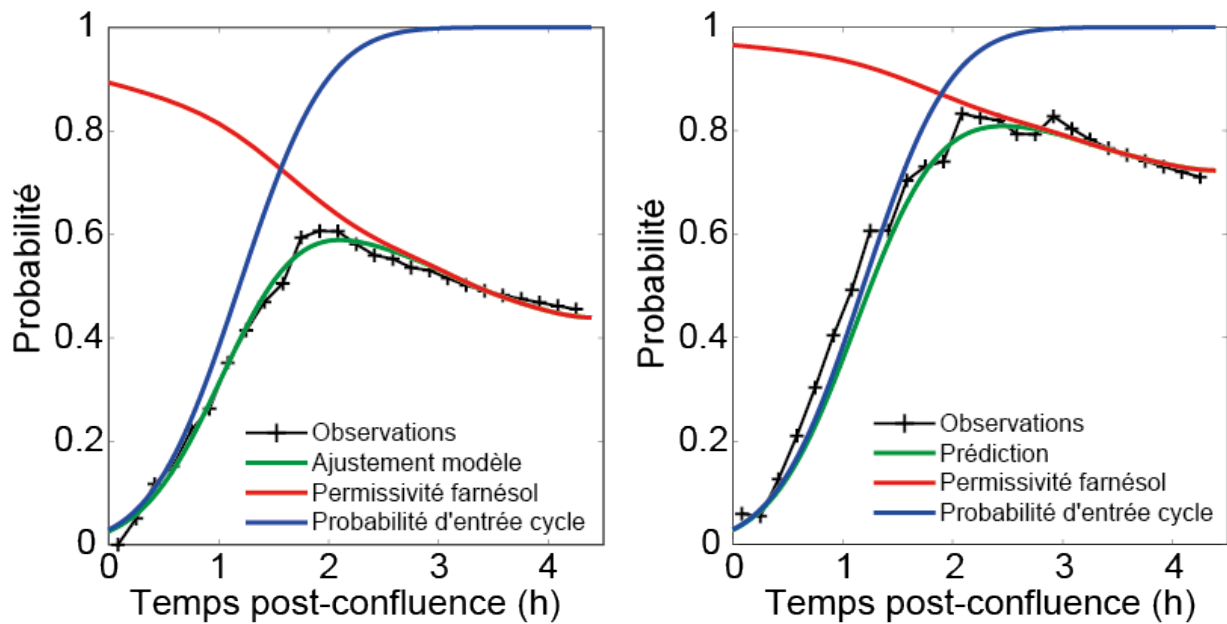 Probabilité
1
0.8
0.6
0.4
0.2
0
Observations
Ajustement modèle
Permissivité farnésol
Probabilité d'entrée cycle
0 1 2 3 4
Temps post-confluence (h)
Probabilité
1
0.8
0.6
0.4
0.2
0
Observations
Prédiction
Permissivité farnésol
Probabilité d'entrée cycle
0 1 2 3 4
Temps post-confluence (h)